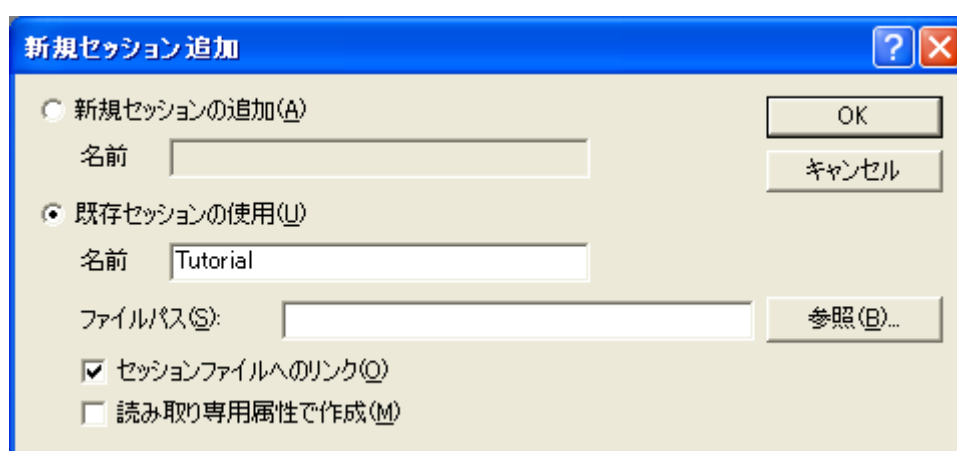 新規セッション追加
新規セッションの追加(A)
OK
名前
キャンセル
既存セッションの使用(U)
名前 Tutorial
ファイルパス(S):
参照(B)...
セッションファイルへのリンク(O)
読み取り専用属性で作成(M)